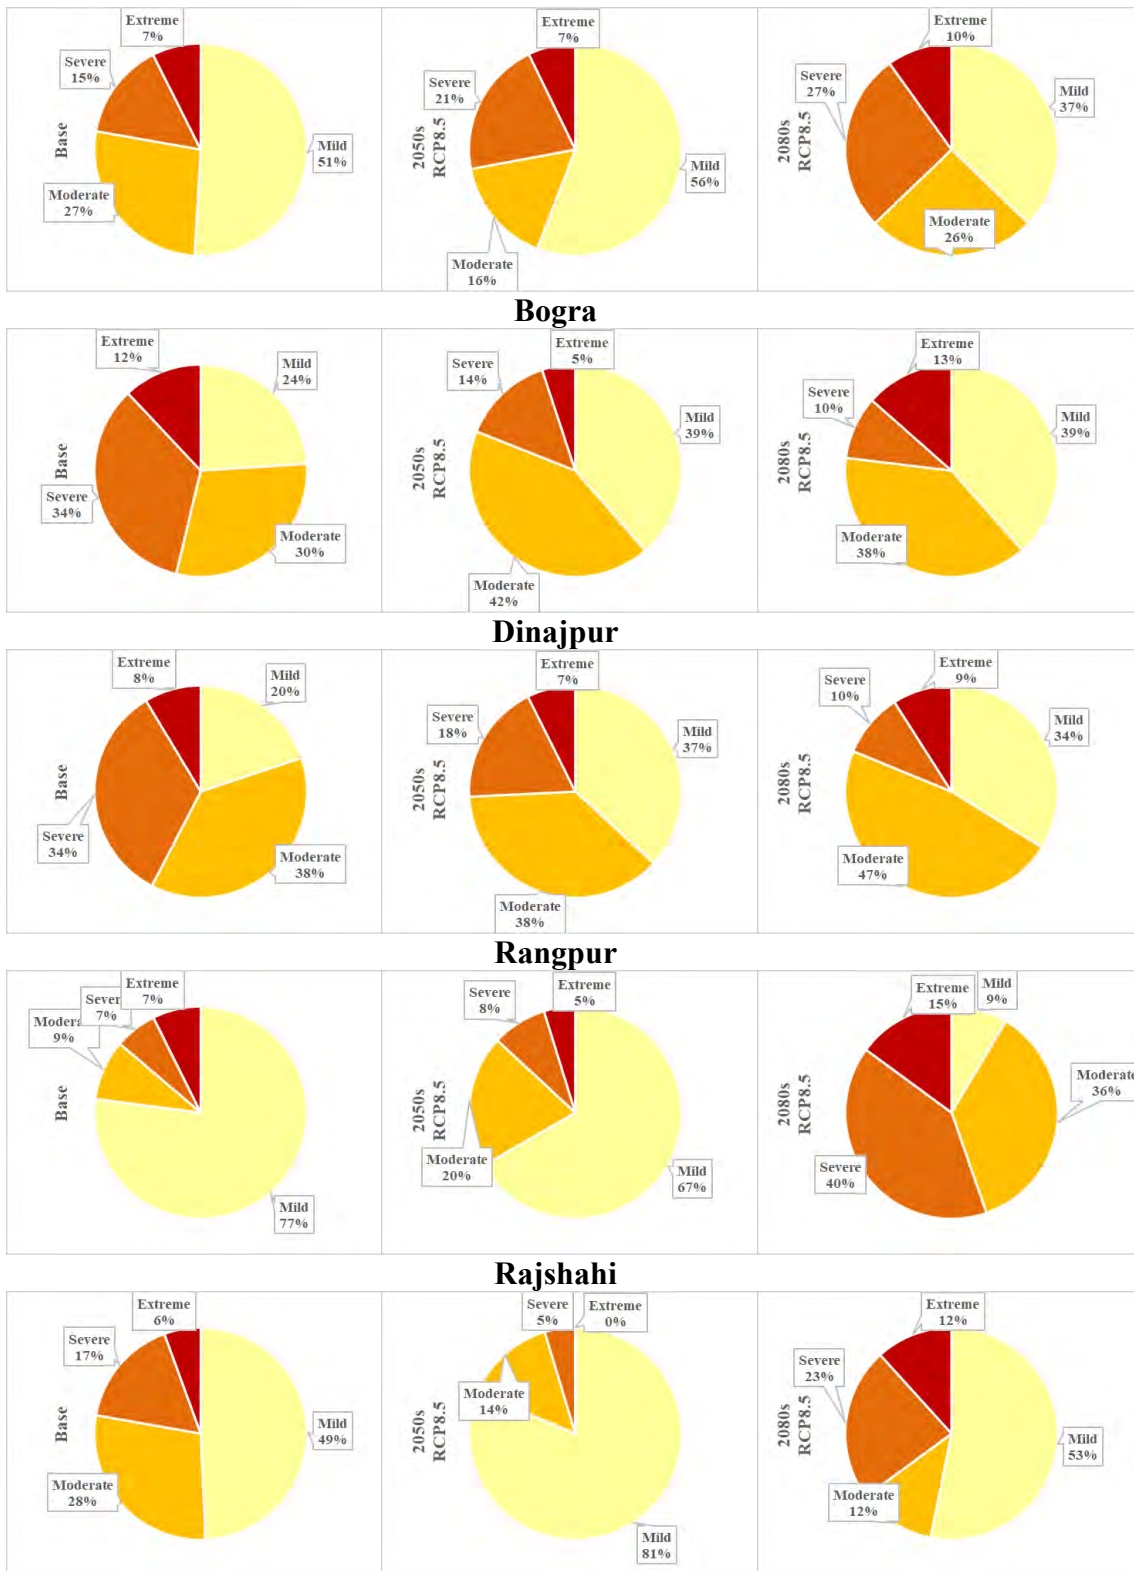 Base
Extreme
7%
Severe
15%
Moderate
27%
Mild
51%
2050s
RCP8.5
Extreme
7%
Severe
21%
Moderate
16%
Mild
56%
2080s
RCP8.5
Extreme
10%
Severe
27%
Moderate
26%
Mild
37%
Bogra
Base
Extreme
12%
Mild
24%
Severe
34%
Moderate
30%
2050s
RCP8.5
Extreme
5%
Severe
14%
Mild
39%
Moderate
42%
2080s
RCP8.5
Extreme
13%
Severe
10%
Mild
39%
Moderate
38%
Dinajpur
Base
Extreme
8%
Mild
20%
Severe
34%
Moderate
38%
2050s
RCP8.5
Extreme
7%
Severe
18%
Mild
37%
Moderate
38%
2080s
RCP8.5
Extreme
9%
Severe
10%
Mild
34%
Moderate
47%
Rangpur
Base
Extreme
7%
Sever
7%
Modera
9%
Mild
77%
2050s
RCP8.5
Extreme
5%
Severe
8%
Moderate
20%
Mild
67%
2080s
RCP8.5
Extreme
15%
Mild
9%
Moderate
36%
Severe
40%
Rajshahi
Base
Extreme
6%
Severe
17%
Mild
49%
Moderate
28%
2050s
RCP8.5
Severe
5%
Extreme
0%
Moderate
14%
Mild
81%
2080s
RCP8.5
Extreme
12%
Severe
23%
Mild
53%
Moderate
12%